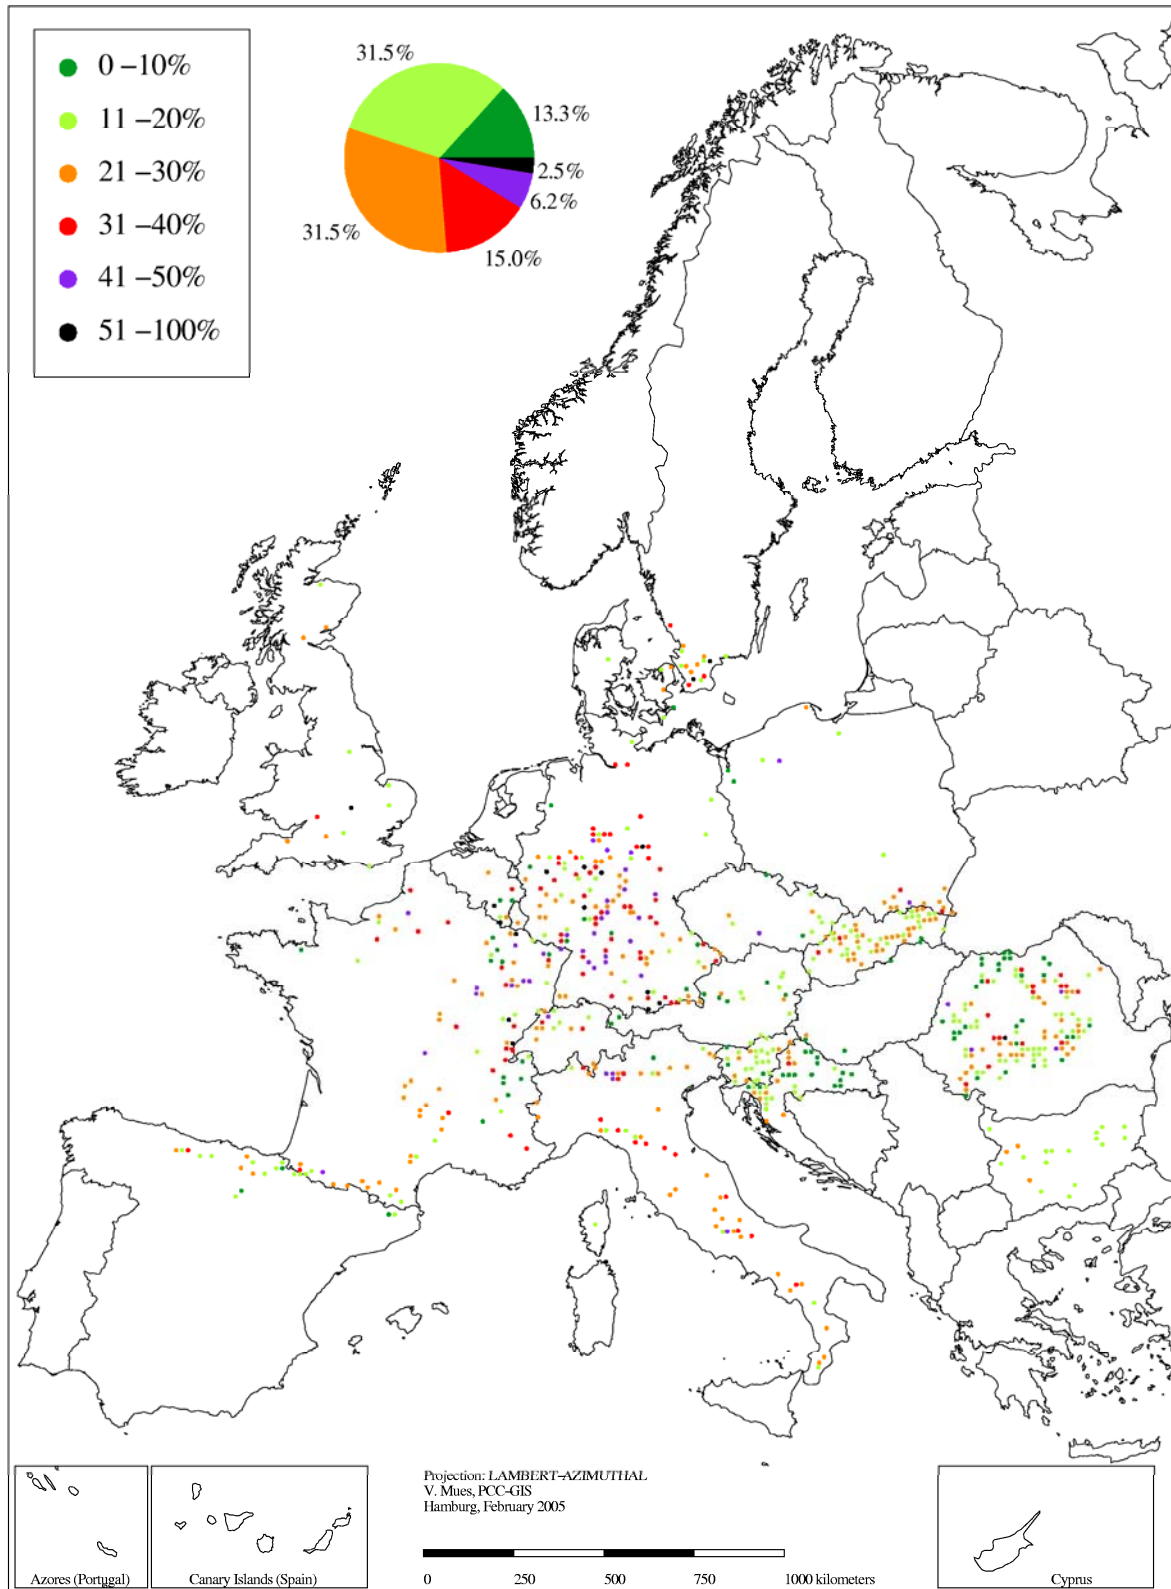 0 –10%
11 –20%
21 –30%
31 –40%
41 –50%
51 –100%
31.5%
13.3%
2.5%
6.2%
15.0%
31.5%
Projection: LAMBERT-AZIMUTHAL
V. Mues, PCC-GIS
Hamburg, February 2005
0 250 500 750 1000 kilometers
Azores (Portugal)
Canary Islands (Spain)
Cyprus